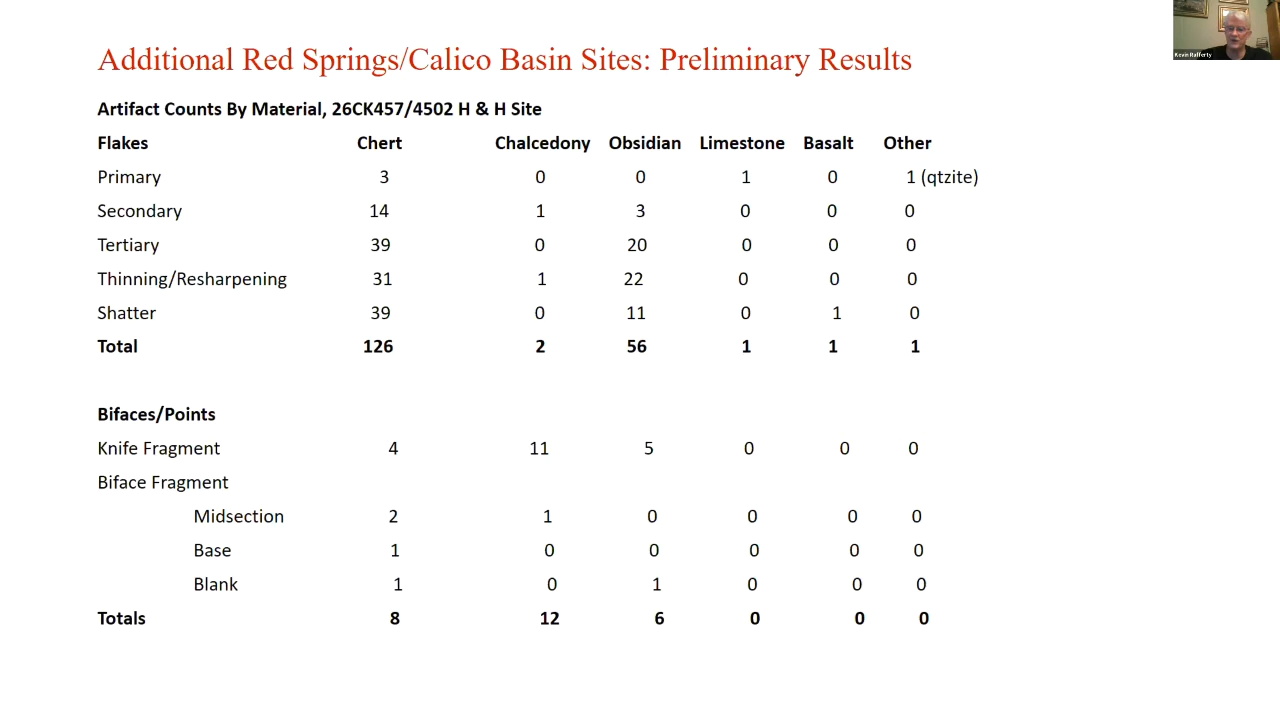 Additional Red Springs/Calico Basin Sites: Preliminary Results
Kevin Rafferty
Artifact Counts By Material, 26CK457/4502 H & H Site
Flakes Chert Chalcedony Obsidian Limestone Basalt Other
Primary 3 0 0 1 0 1 (qtzite)
Secondary 14 1 3 0 0 0
Tertiary 39 0 20 0 0 0
Thinning/Resharpening 31 1 22 0 0 0
Shatter 39 0 11 0 1 0
Total 126 2 56 1 1 1
Bifaces/Points
Knife Fragment 4 11 5 0 0 0
Biface Fragment
Midsection 2 1 0 0 0 0
Base 1 0 0 0 0 0
Blank 1 0 1 0 0 0
Totals 8 12 6 0 0 0